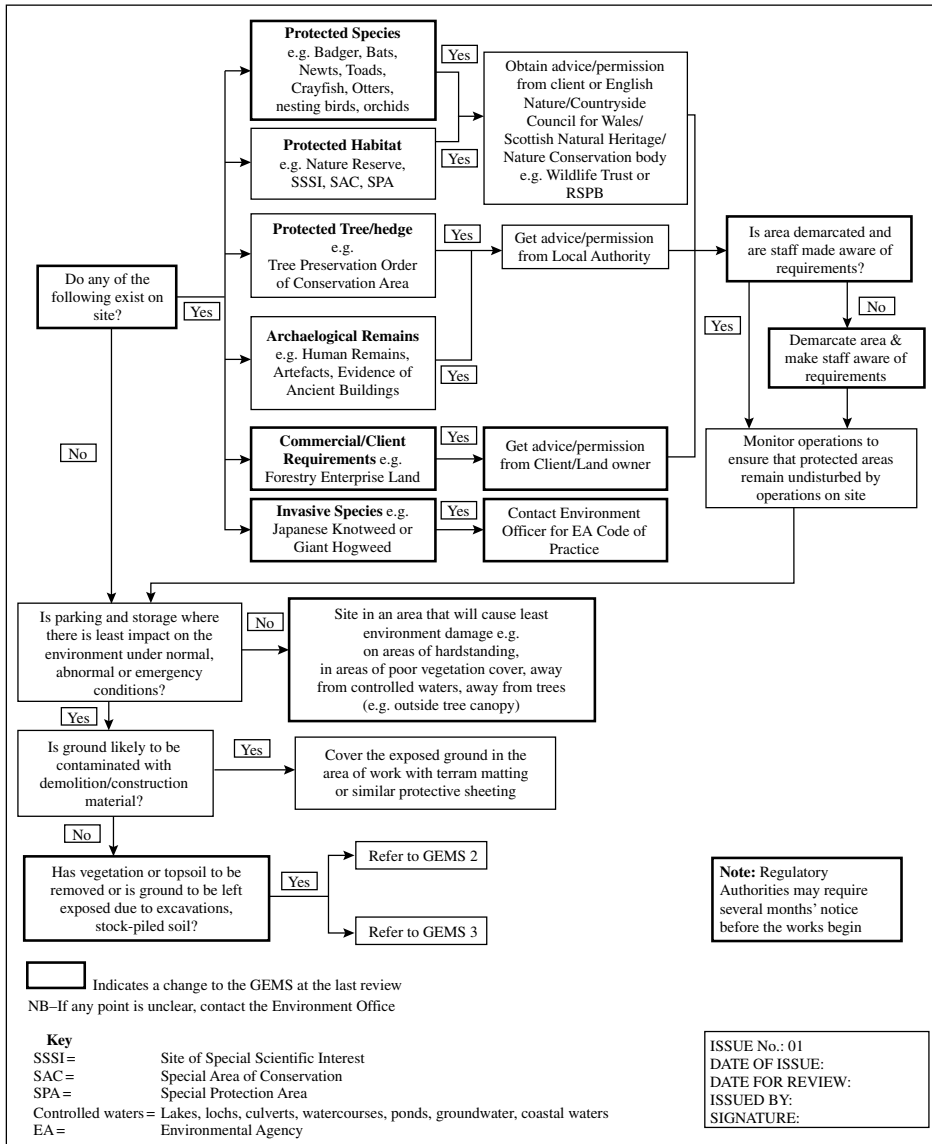 Protected Species
e.g. Badger, Bats,
Newts, Toads,
Crayfish, Otters,
nesting birds, orchids
Yes
Obtain advice/permission
from client or English
Nature/Countryside
Council for Wales/
Scottish Natural Heritage/
Nature Conservation body
e.g. Wildlife Trust or
RSPB
Protected Habitat
e.g. Nature Reserve,
SSSI, SAC, SPA
Yes
Protected Tree/hedge
e.g.
Tree Preservation Order
of Conservation Area
Yes
Get advice/permission
from Local Authority
Is area demarcated and
are staff made aware of
requirements?
Do any of the
following exist on
site?
Yes
Archaelogical Remains
e.g. Human Remains,
Artefacts, Evidence of
Ancient Buildings
Yes
Yes
No
Demarcate area &
make staff aware of
requirements
No
Commercial/Client
Requirements e.g.
Forestry Enterprise Land
Yes
Get advice/permission
from Client/Land owner
Monitor operations to
ensure that protected areas
remain undisturbed by
operations on site
Invasive Species e.g.
Japanese Knotweed or
Giant Hogweed
Yes
Contact Environment
Officer for EA Code of
Practice
Is parking and storage where
there is least impact on the
environment under normal,
abnormal or emergency
conditions?
No
Site in an area that will cause least
environment damage e.g.
on areas of hardstanding,
in areas of poor vegetation cover, away
from controlled waters, away from trees
(e.g. outside tree canopy)
Yes
Is ground likely to be
contaminated with
demolition/construction
material?
Yes
Cover the exposed ground in the
area of work with terram matting
or similar protective sheeting
No
Has vegetation or topsoil to be
removed or is ground to be left
exposed due to excavations,
stock-piled soil?
Yes
Refer to GEMS 2
Refer to GEMS 3
Note: Regulatory
Authorities may require
several months' notice
before the works begin
Indicates a change to the GEMS at the last review
NB–If any point is unclear, contact the Environment Office
Key
SSSI = Site of Special Scientific Interest
SAC = Special Area of Conservation
SPA = Special Protection Area
Controlled waters = Lakes, lochs, culverts, watercourses, ponds, groundwater, coastal waters
EA = Environmental Agency
ISSUE No.: 01
DATE OF ISSUE:
DATE FOR REVIEW:
ISSUED BY:
SIGNATURE: